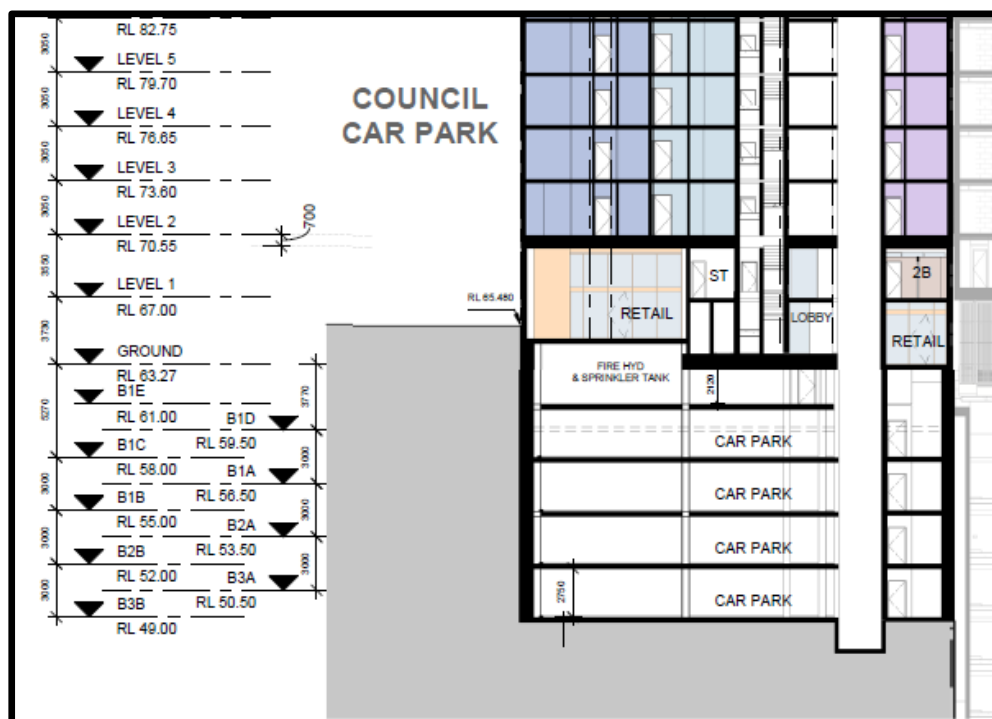 3050
RL 82.75
LEVEL 5
3050
RL 79.70
LEVEL 4
3050
RL 76.65
LEVEL 3
3050
RL 73.60
LEVEL 2
700
RL 70.55
3550
LEVEL 1
RL 67.00
3730
GROUND
RL 63.27
B1E
RL 61.00
5270
B1D
3770
B1C
RL 59.50
RL 58.00
B1A
3000
3000
B1B
RL 56.50
RL 55.00
B2A
3000
3000
B2B
RL 53.50
RL 52.00
B3A
3000
3000
B3B
RL 50.50
RL 49.00
COUNCIL
CAR PARK
RL 65.480
ST
2B
RETAIL
LOBBY
RETAIL
FIRE HYD
& SPRINKLER TANK
2120
CAR PARK
CAR PARK
CAR PARK
2750
CAR PARK